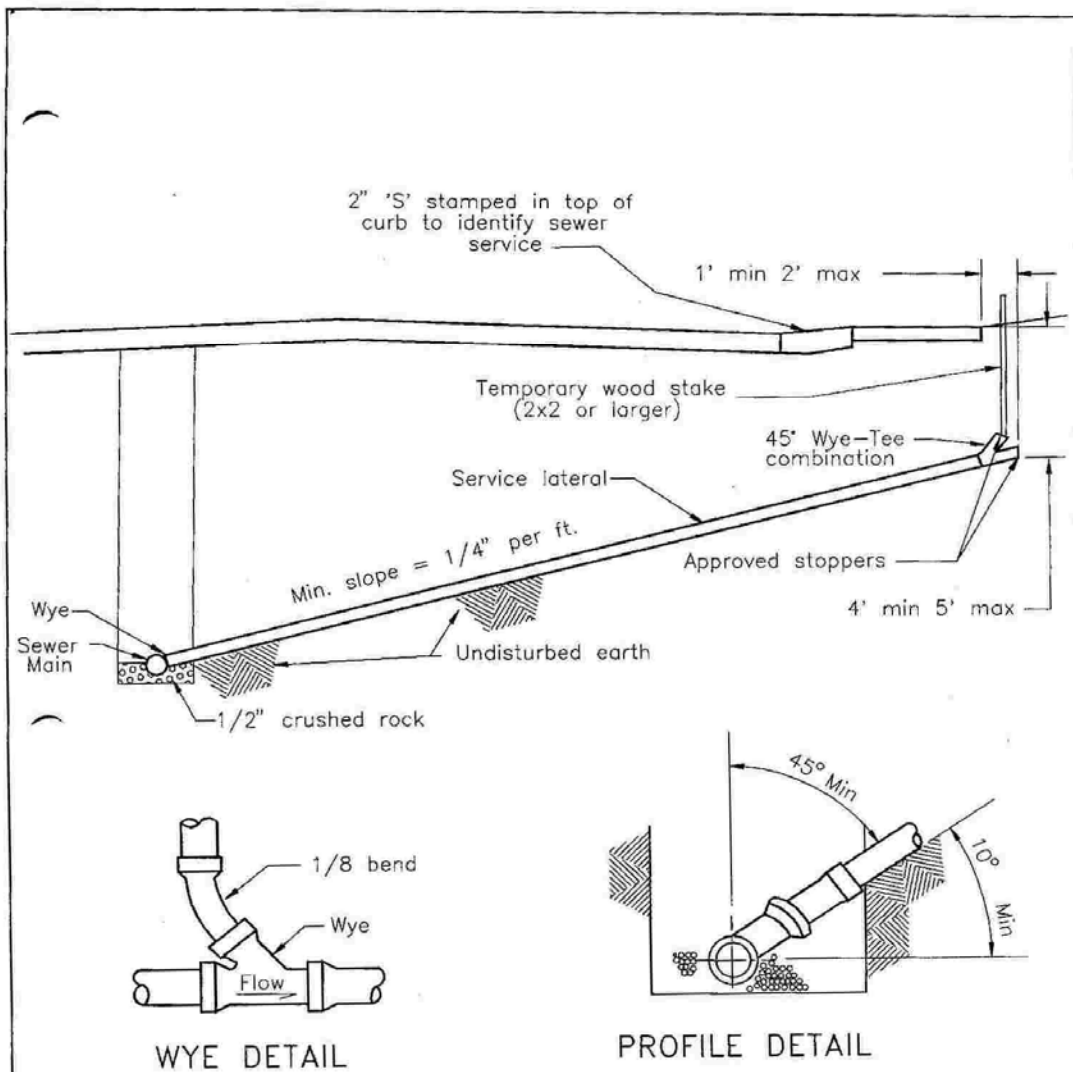 2" 'S' stamped in top of
curb to identify sewer
service
1' min 2' max
Temporary wood stake
(2x2 or larger)
45° Wye-Tee
combination
Service lateral
Min. slope = 1/4" per ft.
Approved stoppers
4' min 5' max
Wye
Sewer
Main
Undisturbed earth
1/2" crushed rock
1/8 bend
Wye
Flow
WYE DETAIL
45° Min
10°
Min
PROFILE DETAIL